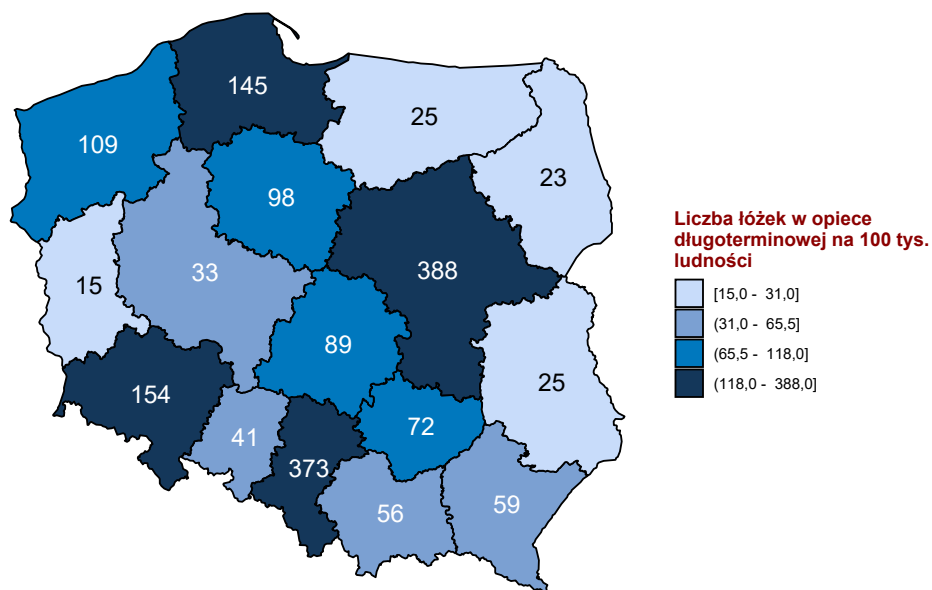 145
25
109
23
98
388
33
15
89
25
154
72
41
373
59
56
Liczba łóżek w opiece
długoterminowej na 100 tys.
ludności
[15,0 - 31,0]
(31,0 - 65,5]
(65,5 - 118,0]
(118,0 - 388,0]